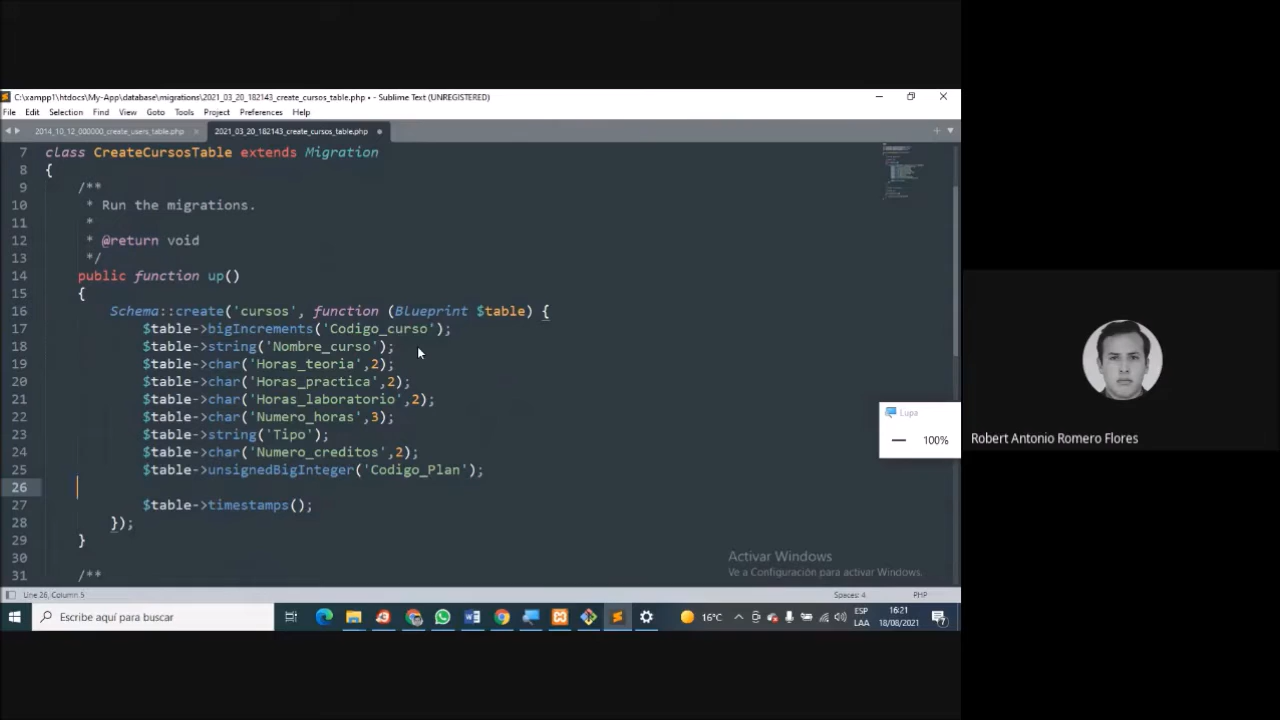 C:\xampp1\htdocs\My-App\database\migrations\2021_03_20_182143_create_cursos_table.php • - Sublime Text (UNREGISTERED)
File Edit Selection Find View Goto Tools Project Preferences Help
2014_10_12_000000_create_users_table.php 2021_03_20_182143_create_cursos_table.php
7 class CreateCursosTable extends Migration
8 {
9 /**
10 * Run the migrations.
11 *
12 * @return void
13 */
14 public function up()
15 {
16 Schema::create('cursos', function (Blueprint $table) {
17 $table->bigIncrements('Codigo_curso');
18 $table->string('Nombre_curso');
19 $table->char('Horas_teoria',2);
20 $table->char('Horas_practica',2);
21 $table->char('Horas_laboratorio',2);
22 $table->char('Numero_horas',3);
23 $table->string('Tipo');
24 $table->char('Numero_creditos',2);
25 $table->unsignedBigInteger('Codigo_Plan');
26
27 $table->timestamps();
28 });
29 }
30
31 /**
Lupa
100%
Robert Antonio Romero Flores
Activar Windows
Ve a Configuración para activar Windows.
Line 26, Column 5 Spaces: 4 PHP
Escribe aquí para buscar
16°C
ESP
LAA
16:21
18/08/2021
7